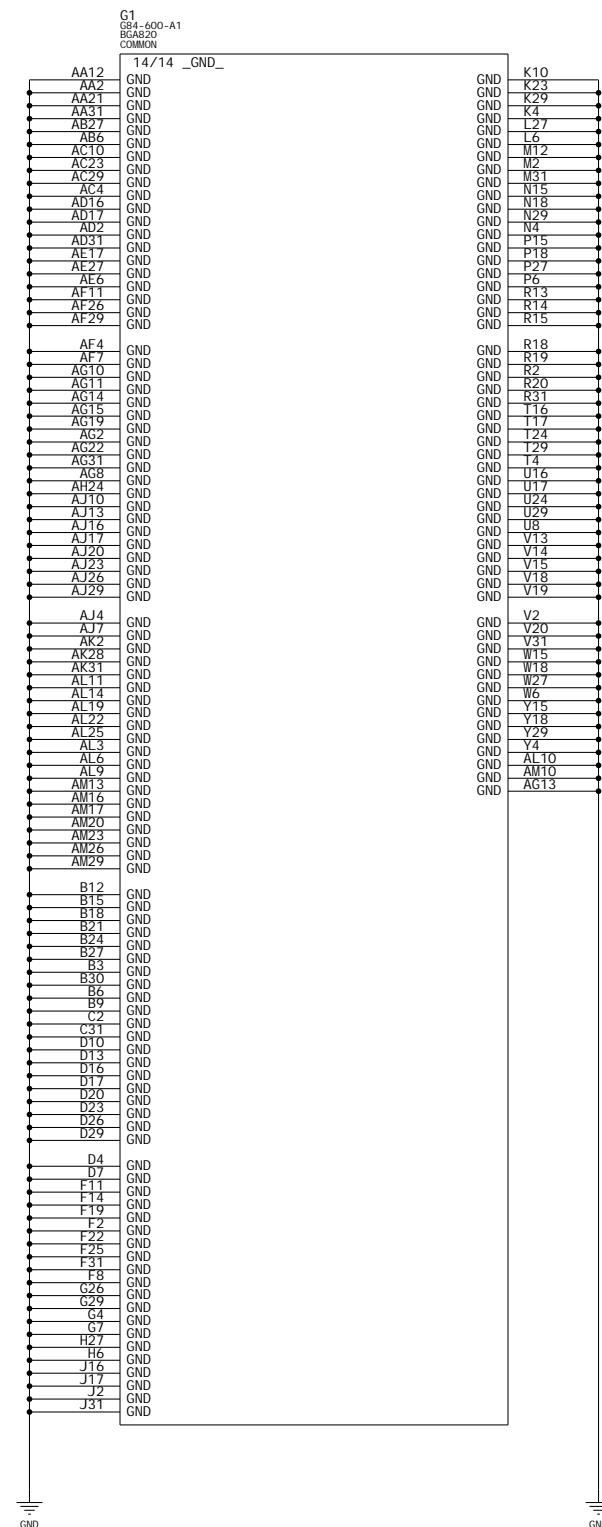 G1
G84-600-A1
BGA820
COMMON
14/14 _GND_
AA12 GND GND K10
AA2 GND GND K23
AA21 GND GND K29
AA31 GND GND K4
AB27 GND GND L27
AB6 GND GND L6
AC10 GND GND M12
AC23 GND GND M2
AC29 GND GND M31
AC4 GND GND N15
AD16 GND GND N18
AD17 GND GND N29
AD2 GND GND N4
AD31 GND GND P15
AE17 GND GND P18
AE27 GND GND P27
AE6 GND GND P6
AF11 GND GND R13
AF26 GND GND R14
AF29 GND GND R15
AF4 GND GND R18
AF7 GND GND R19
AG10 GND GND R2
AG11 GND GND R20
AG14 GND GND R31
AG15 GND GND T16
AG19 GND GND T17
AG2 GND GND T24
AG22 GND GND T29
AG31 GND GND T4
AG8 GND GND U16
AH24 GND GND U17
AJ10 GND GND U24
AJ13 GND GND U29
AJ16 GND GND U8
AJ17 GND GND V13
AJ20 GND GND V14
AJ23 GND GND V15
AJ26 GND GND V18
AJ29 GND GND V19
AJ4 GND GND V2
AJ7 GND GND V20
AK2 GND GND V31
AK28 GND GND W15
AK31 GND GND W18
AL11 GND GND W27
AL14 GND GND W6
AL19 GND GND Y15
AL22 GND GND Y18
AL25 GND GND Y29
AL3 GND GND Y4
AL6 GND GND AL10
AL9 GND GND AM10
AM13 GND GND AG13
AM16 GND
AM17 GND
AM20 GND
AM23 GND
AM26 GND
AM29 GND
B12 GND
B15 GND
B18 GND
B21 GND
B24 GND
B27 GND
B3 GND
B30 GND
B6 GND
B9 GND
C2 GND
C31 GND
D10 GND
D13 GND
D16 GND
D17 GND
D20 GND
D23 GND
D26 GND
D29 GND
D4 GND
D7 GND
F11 GND
F14 GND
F19 GND
F2 GND
F22 GND
F25 GND
F31 GND
F8 GND
G26 GND
G29 GND
G4 GND
G7 GND
H27 GND
H6 GND
J16 GND
J17 GND
J2 GND
J31 GND
GND GN